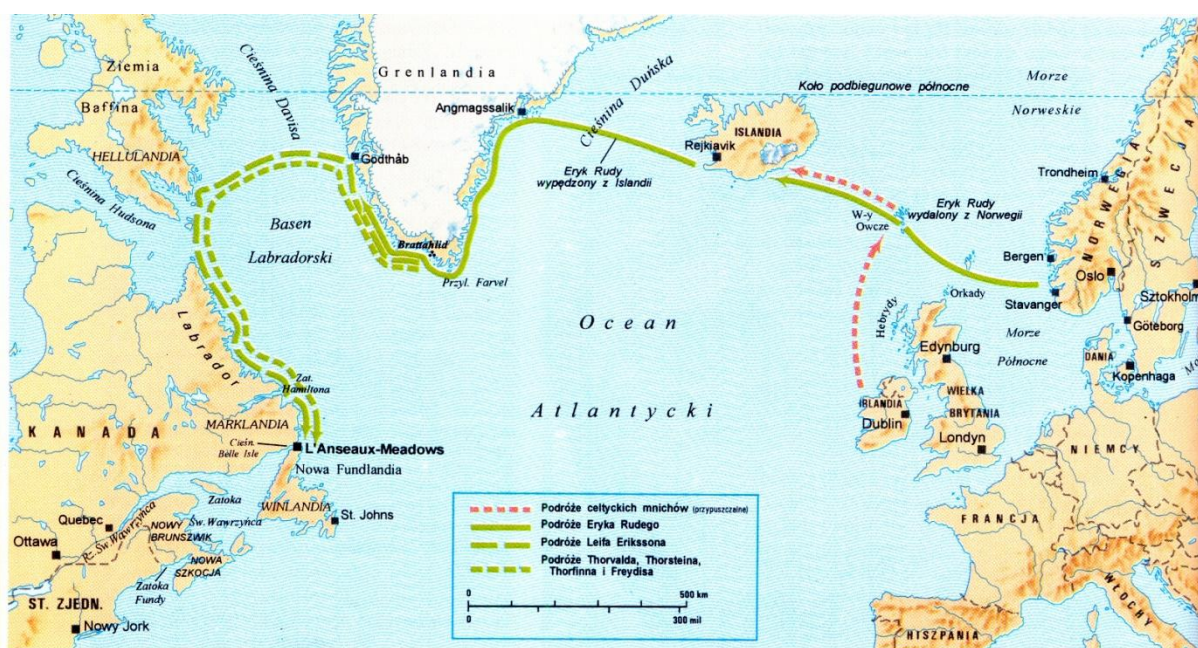 Ziemia
Baffina
HELLULANDIA
Cieśnina Davisa
Cieśnina Hudsona
Grenlandia
Angmagssalik
Cieśnina Duńska
Koło podbiegunowe północne
Morze
Norweskie
ISLANDIA
Rejkiavik
Eryk Rudy
wypędzony z Islandii
Godthåb
Brattahlid
Przyl. Farvel
Basen
Labradorski
Eryk Rudy
wydalony z Norwegii
W-y
Owcze
Trondheim
NORWEGIA
SZWECJA
Bergen
Oslo
Stavanger
Sztokholm
Göteborg
Orkady
Hebrydy
Morze
Północne
DANIA
Kopenhaga
Edynburg
WIELKA
BRYTANIA
IRLANDIA
Dublin
Londyn
NIEMCY
FRANCJA
WŁOCHY
HISZPANIA
Ocean
Atlantycki
Labrador
Zat.
Hamiltona
KANADA
MARKLANDIA
Cieśn.
Bélle Isle
L'Anseaux-Meadows
Nowa Fundlandia
WINLANDIA
St. Johns
Zatoka
Św. Wawrzyńca
Quebec
Ottawa
Rz. Św. Wawrzyńca
NOWY
BRUNSZWIK
NOWA
SZKOCJA
Zatoka
Fundy
ST. ZJEDN.
Nowy Jork
Podróże celtyckich mnichów (przypuszczalne)
Podróże Eryka Rudego
Podróże Leifa Erikssona
Podróże Thorvalda, Thorsteina,
Thorfinna i Freydisa
0 500 km
0 300 mil